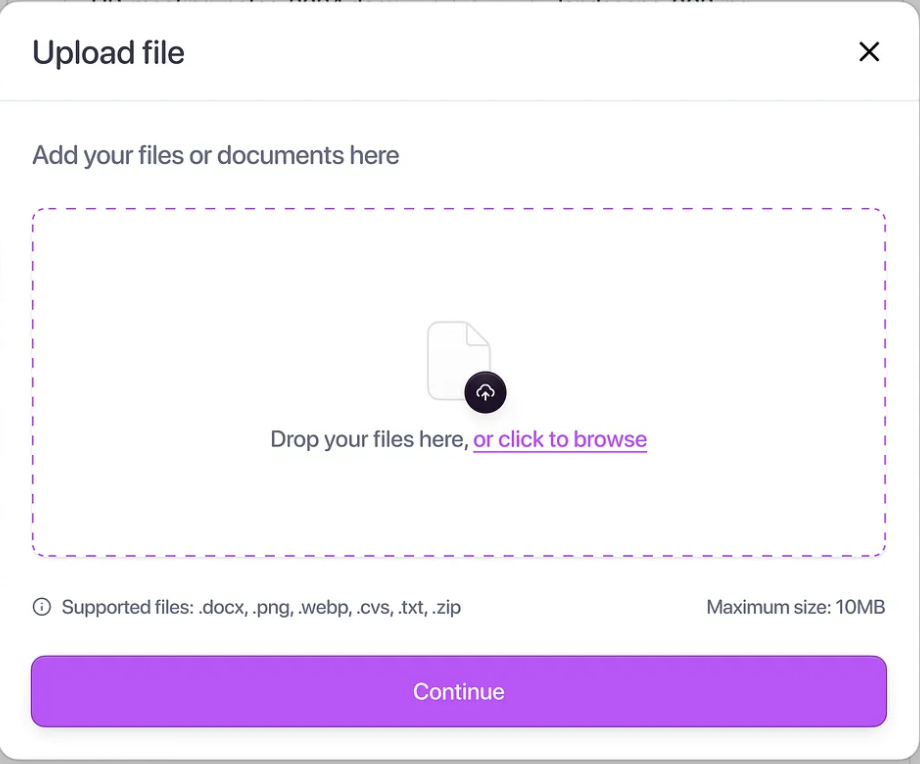 Upload file
Add your files or documents here
Drop your files here, or click to browse
Supported files: .docx, .png, .webp, .cvs, .txt, .zip
Maximum size: 10MB
Continue